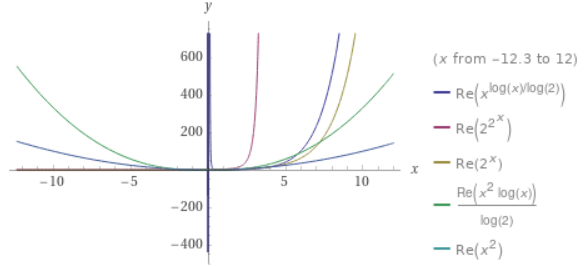 y
600
400
200
−200
−400
−10
−5
5
10
x
(x from −12.3 to 12)
Re(x^{log(x)/log(2)})
Re(2^{2^x})
Re(2^x)
Re(x^2 log(x))
log(2)
Re(x^2)